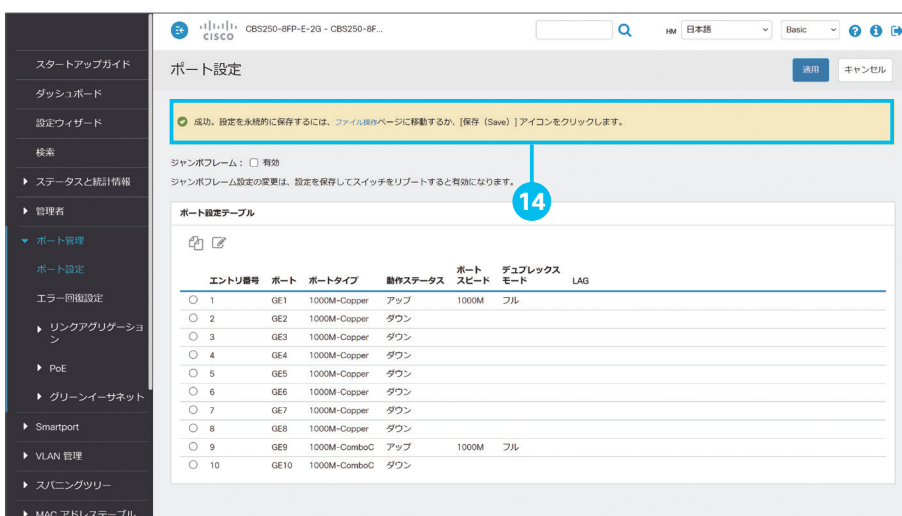 cisco CBS250-8FP-E-2G - CBS250-8F... HM 日本語 Basic
スタートアップガイド
ダッシュボード
設定ウィザード
検索
ステータスと統計情報
管理者
ポート管理
ポート設定
エラー回復設定
リンクアグリゲーショ
ン
PoE
グリーンイーサネット
Smartport
VLAN 管理
スパニングツリー
MAC アドレステーブル
ポート設定 適用 キャンセル
成功。設定を永続的に保存するには、ファイル操作ページに移動するか、[保存（Save）] アイコンをクリックします。
14
ジャンボフレーム： 有効
ジャンボフレーム設定の変更は、設定を保存してスイッチをリブートすると有効になります。
ポート設定テーブル
エントリ番号 ポート ポートタイプ 動作ステータス ポート スピード デュプレックス モード LAG
1 GE1 1000M-Copper アップ 1000M フル
2 GE2 1000M-Copper ダウン
3 GE3 1000M-Copper ダウン
4 GE4 1000M-Copper ダウン
5 GE5 1000M-Copper ダウン
6 GE6 1000M-Copper ダウン
7 GE7 1000M-Copper ダウン
8 GE8 1000M-Copper ダウン
9 GE9 1000M-ComboC アップ 1000M フル
10 GE10 1000M-ComboC ダウン